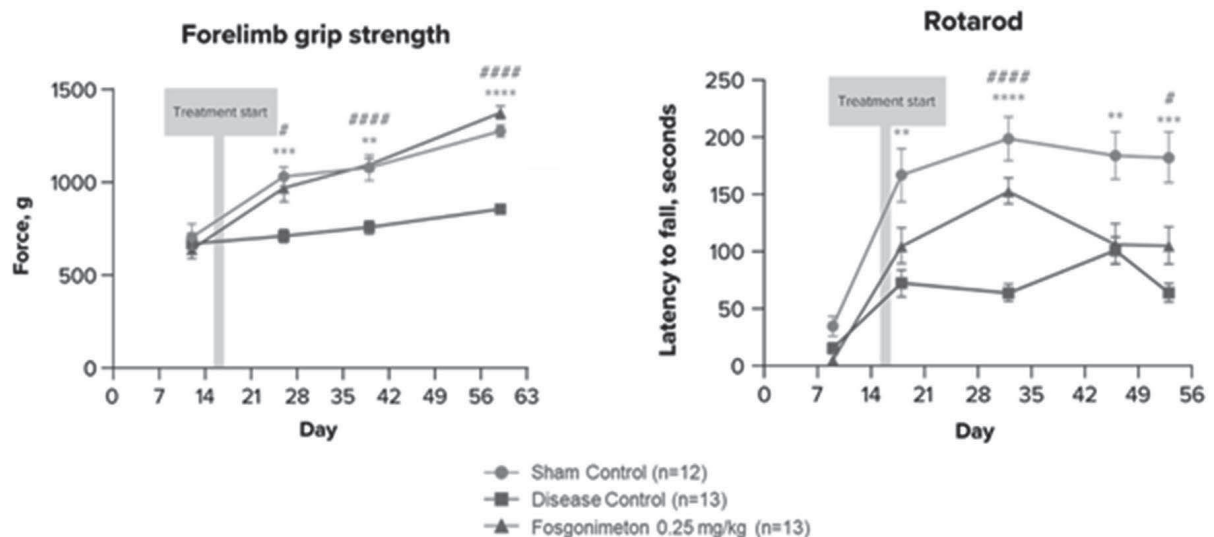 Forelimb grip strength
Rotarod
Force, g
1500
1000
500
0
Treatment start
#
***
####
**
####
****
0 7 14 21 28 35 42 49 56 63
Day
Latency to fall, seconds
250
200
150
100
50
0
Treatment start
**
####
****
**
#
***
0 7 14 21 28 35 42 49 56
Day
Sham Control (n=12)
Disease Control (n=13)
Fosgonimeton 0.25 mg/kg (n=13)